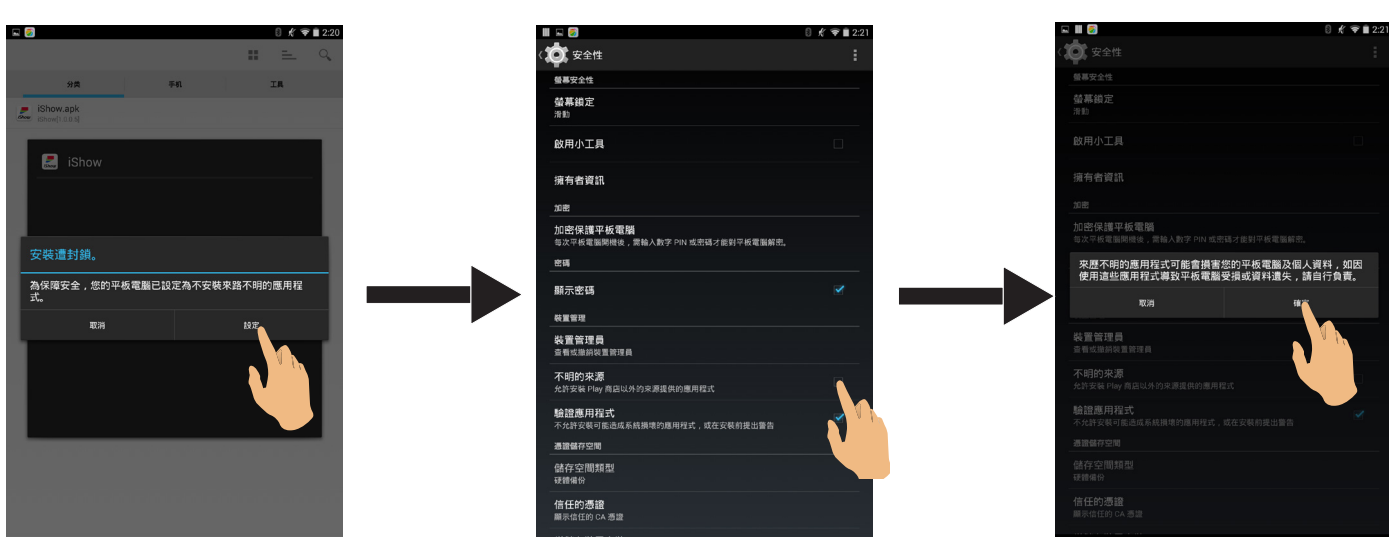 2:20
分类
手机
工具
iShow.apk
iShow
安裝遭封鎖。
為保障安全，您的平板電腦已設定為不安裝來路不明的應用程
式。
取消
設定
2:21
安全性
螢幕安全性
螢幕鎖定
滑動
啟用小工具
擁有者資訊
加密
加密保護平板電腦
每次平板電腦開機後，需輸入數字 PIN 或密碼才能對平板電腦解密。
密碼
顯示密碼
裝置管理
裝置管理員
查看或撤銷裝置管理員
不明的來源
允許安裝 Play 商店以外的來源提供的應用程式
驗證應用程式
不允許安裝可能造成系統損壞的應用程式，或在安裝前提出警告
憑證儲存空間
儲存空間類型
硬體備份
信任的憑證
顯示信任的 CA 憑證
2:21
安全性
螢幕安全性
螢幕鎖定
滑動
啟用小工具
擁有者資訊
加密
加密保護平板電腦
每次平板電腦開機後，需輸入數字 PIN 或密碼才能對平板電腦解密。
來歷不明的應用程式可能會損害您的平板電腦及個人資料，如因
使用這些應用程式導致平板電腦受損或資料遺失，請自行負責。
取消
確定
裝置管理員
查看或撤銷裝置管理員
不明的來源
允許安裝 Play 商店以外的來源提供的應用程式
驗證應用程式
不允許安裝可能造成系統損壞的應用程式，或在安裝前提出警告
憑證儲存空間
儲存空間類型
硬體備份
信任的憑證
顯示信任的 CA 憑證